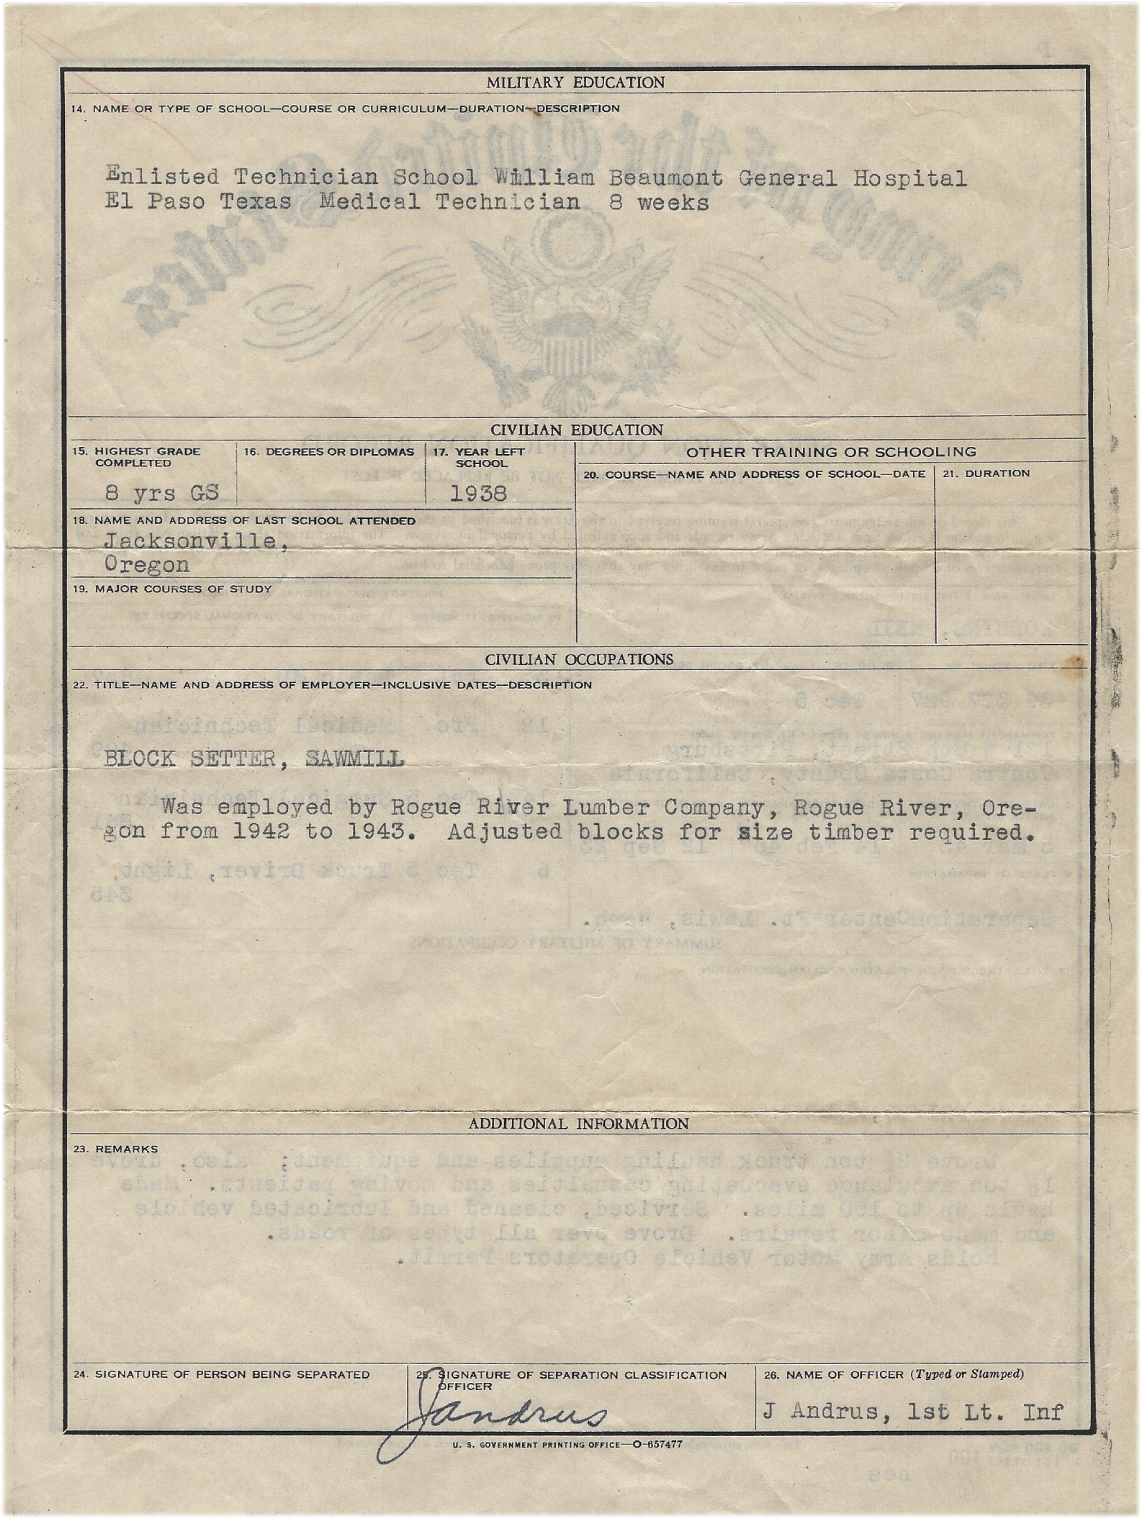 MILITARY EDUCATION
14. NAME OR TYPE OF SCHOOL—COURSE OR CURRICULUM—DURATION—DESCRIPTION
Enlisted Technician School William Beaumont General Hospital
El Paso Texas Medical Technician 8 weeks
CIVILIAN EDUCATION
15. HIGHEST GRADE COMPLETED
8 yrs GS
16. DEGREES OR DIPLOMAS
17. YEAR LEFT SCHOOL
1938
OTHER TRAINING OR SCHOOLING
20. COURSE—NAME AND ADDRESS OF SCHOOL—DATE
21. DURATION
18. NAME AND ADDRESS OF LAST SCHOOL ATTENDED
Jacksonville,
Oregon
19. MAJOR COURSES OF STUDY
CIVILIAN OCCUPATIONS
22. TITLE—NAME AND ADDRESS OF EMPLOYER—INCLUSIVE DATES—DESCRIPTION
BLOCK SETTER, SAWMILL
Was employed by Rogue River Lumber Company, Rogue River, Ore-
gon from 1942 to 1943. Adjusted blocks for size timber required.
ADDITIONAL INFORMATION
23. REMARKS
24. SIGNATURE OF PERSON BEING SEPARATED
25. SIGNATURE OF SEPARATION CLASSIFICATION
OFFICER
JAndrus
26. NAME OF OFFICER (Typed or Stamped)
J Andrus, 1st Lt. Inf
U. S. GOVERNMENT PRINTING OFFICE—O-657477